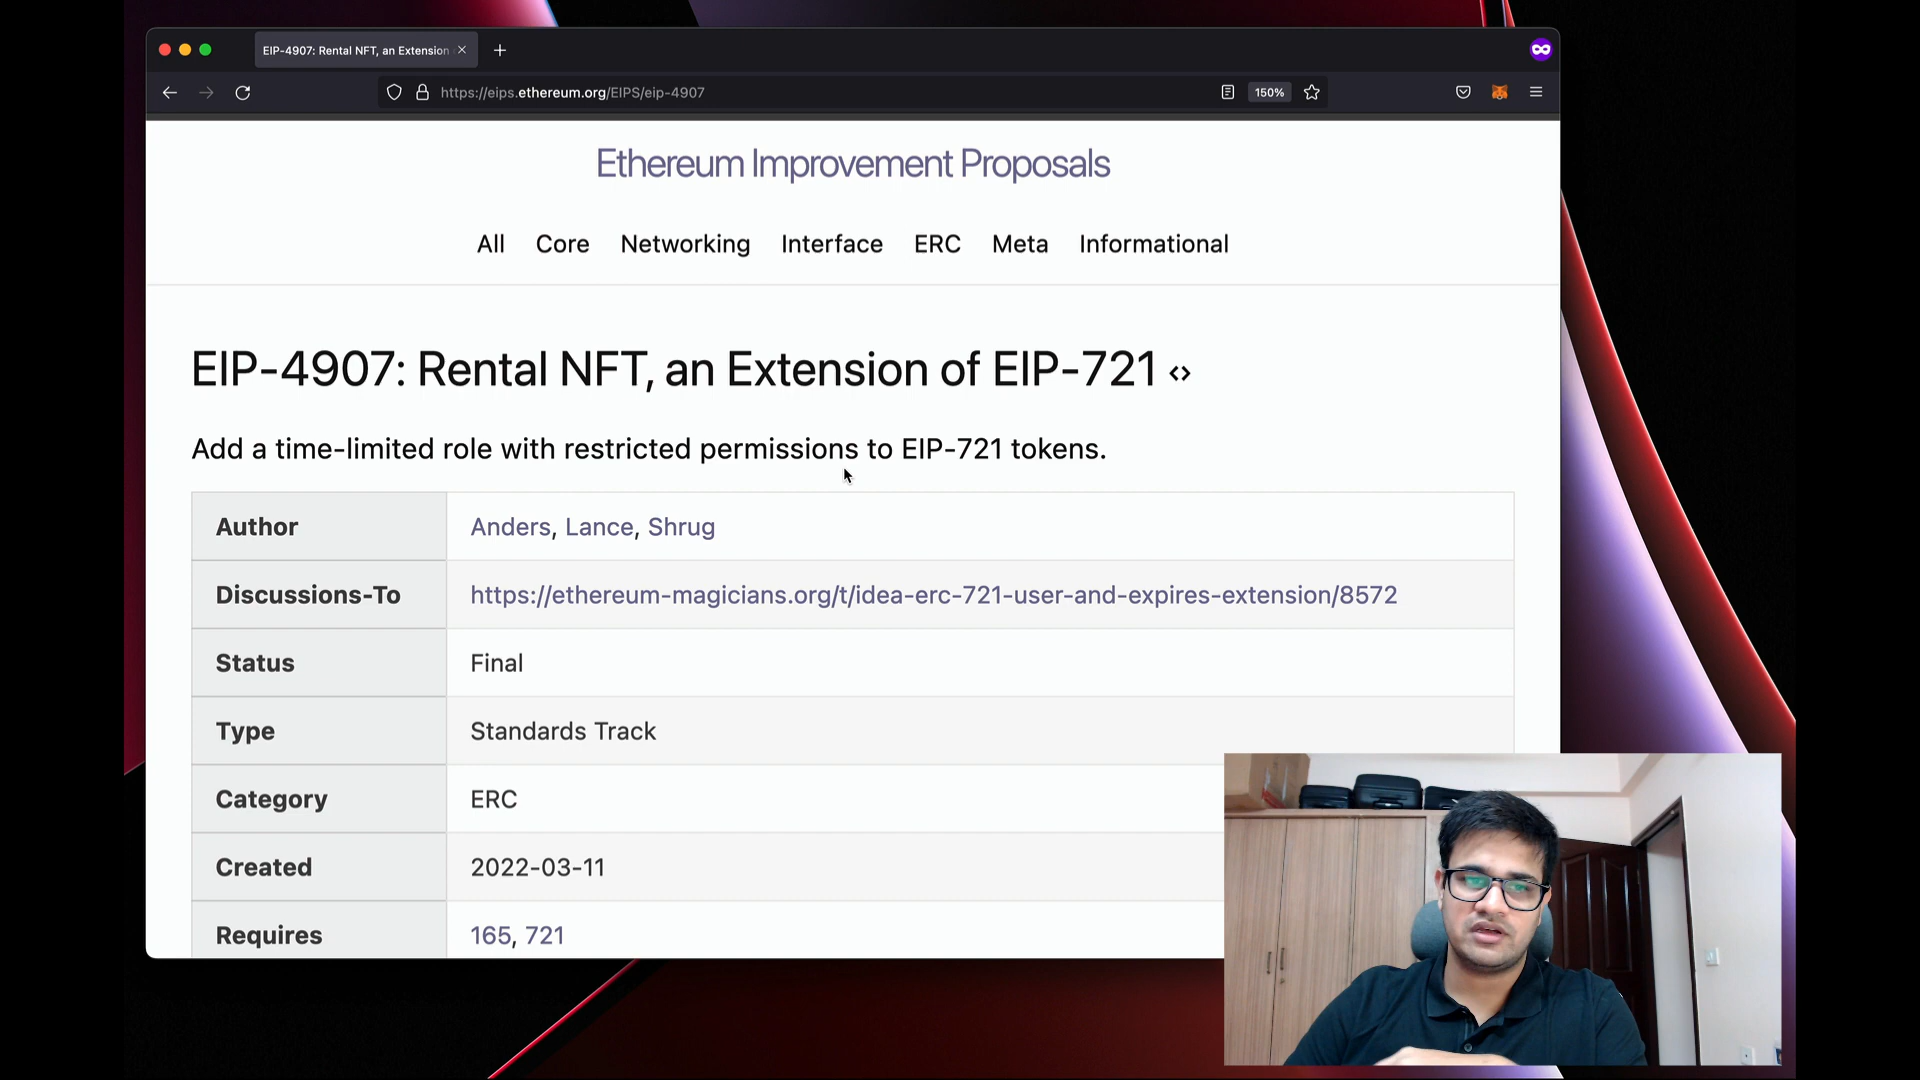 EIP-4907: Rental NFT, an Extension
https://eips.ethereum.org/EIPS/eip-4907
150%
Ethereum Improvement Proposals
All Core Networking Interface ERC Meta Informational
EIP-4907: Rental NFT, an Extension of EIP-721 <>
Add a time-limited role with restricted permissions to EIP-721 tokens.
Author Anders, Lance, Shrug
Discussions-To https://ethereum-magicians.org/t/idea-erc-721-user-and-expires-extension/8572
Status Final
Type Standards Track
Category ERC
Created 2022-03-11
Requires 165, 721